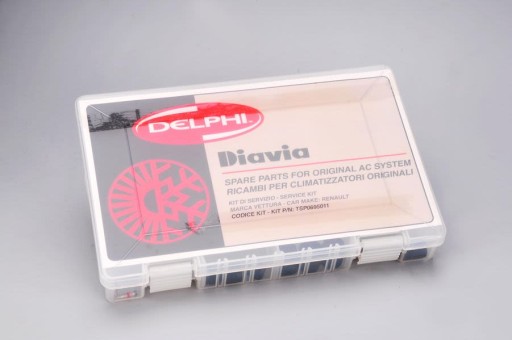 DELPHI
Diavia
SPARE PARTS FOR ORIGINAL AC SYSTEM
RICAMBI PER CLIMATIZZATORI ORIGINALI
KIT DI SERVIZIO - SERVICE KIT
MARCA VETTURA - CAR MAKE: RENAULT
CODICE KIT - KIT P/N: TSP0695011